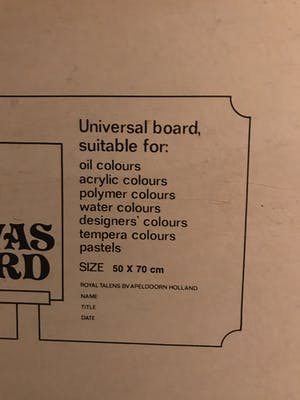 Universal board,
suitable for:
oil colours
acrylic colours
polymer colours
water colours
designers' colours
tempera colours
pastels
VAS
RD
SIZE 50 X 70 cm
ROYAL TALENS BV APELDOORN HOLLAND
NAME
TITLE
DATE